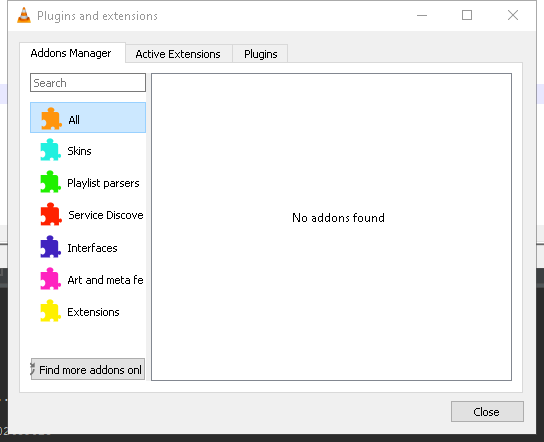 Plugins and extensions
Addons Manager
Active Extensions
Plugins
Search
All
Skins
Playlist parsers
Service Discove
Interfaces
Art and meta fe
Extensions
No addons found
Find more addons onl
Close